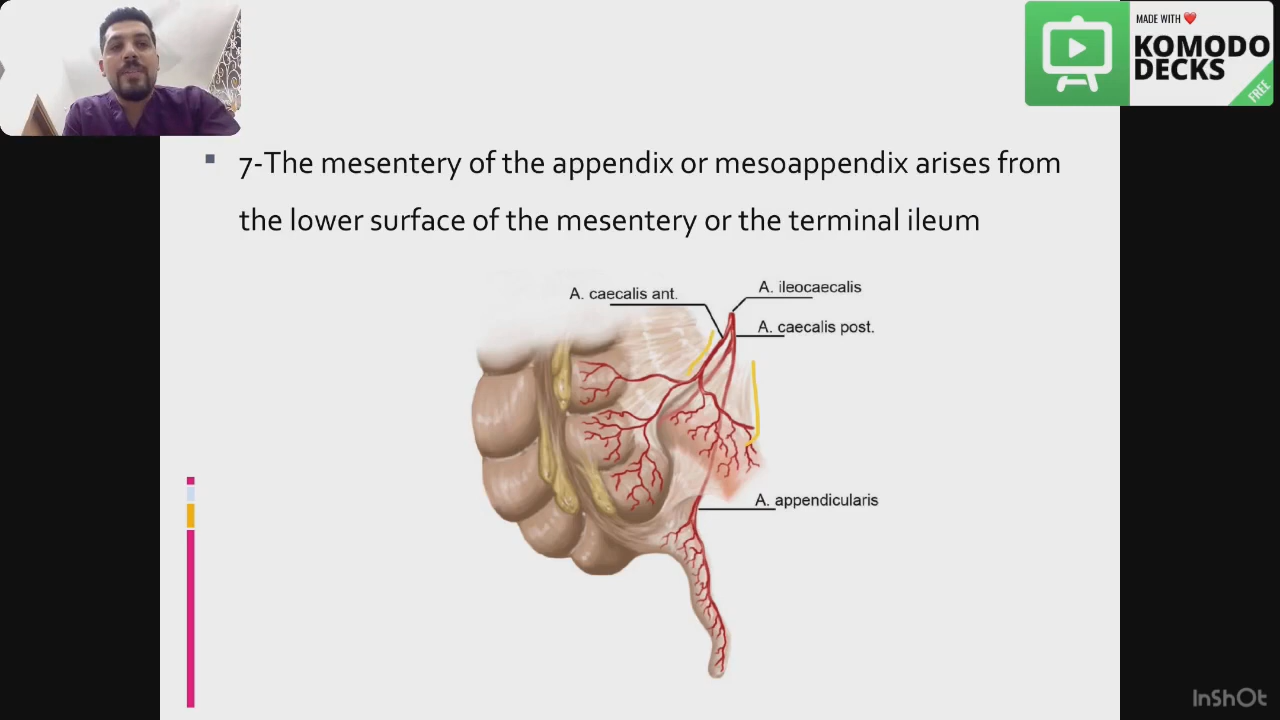 MADE WITH ❤️
KOMODO
DECKS
FREE
7-The mesentery of the appendix or mesoappendix arises from
the lower surface of the mesentery or the terminal ileum
A. caecalis ant.
A. ileocaecalis
A. caecalis post.
A. appendicularis
InShOt